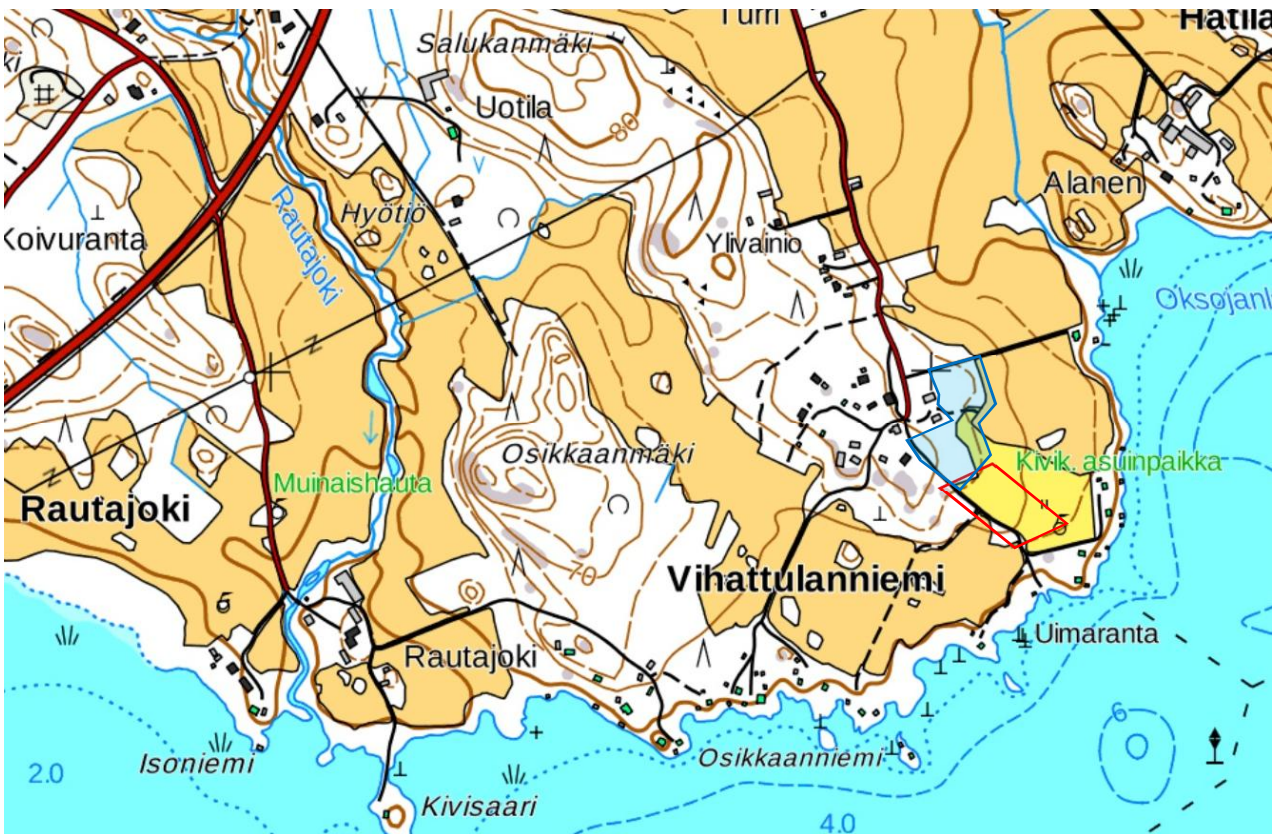 Hatila
Salukanmäki
Uotila
80
Alanen
Rautajoki
Hyötiö
Koivuranta
Ylivainio
Oksojanl
Osikkaanmäki
Kivik. asuinpaikka
Muinaishauta
Rautajoki
70
Vihattulanniemi
Uimaranta
Rautajoki
6
Isoniemi
Osikkaanniemi
2.0
Kivisaari
4.0